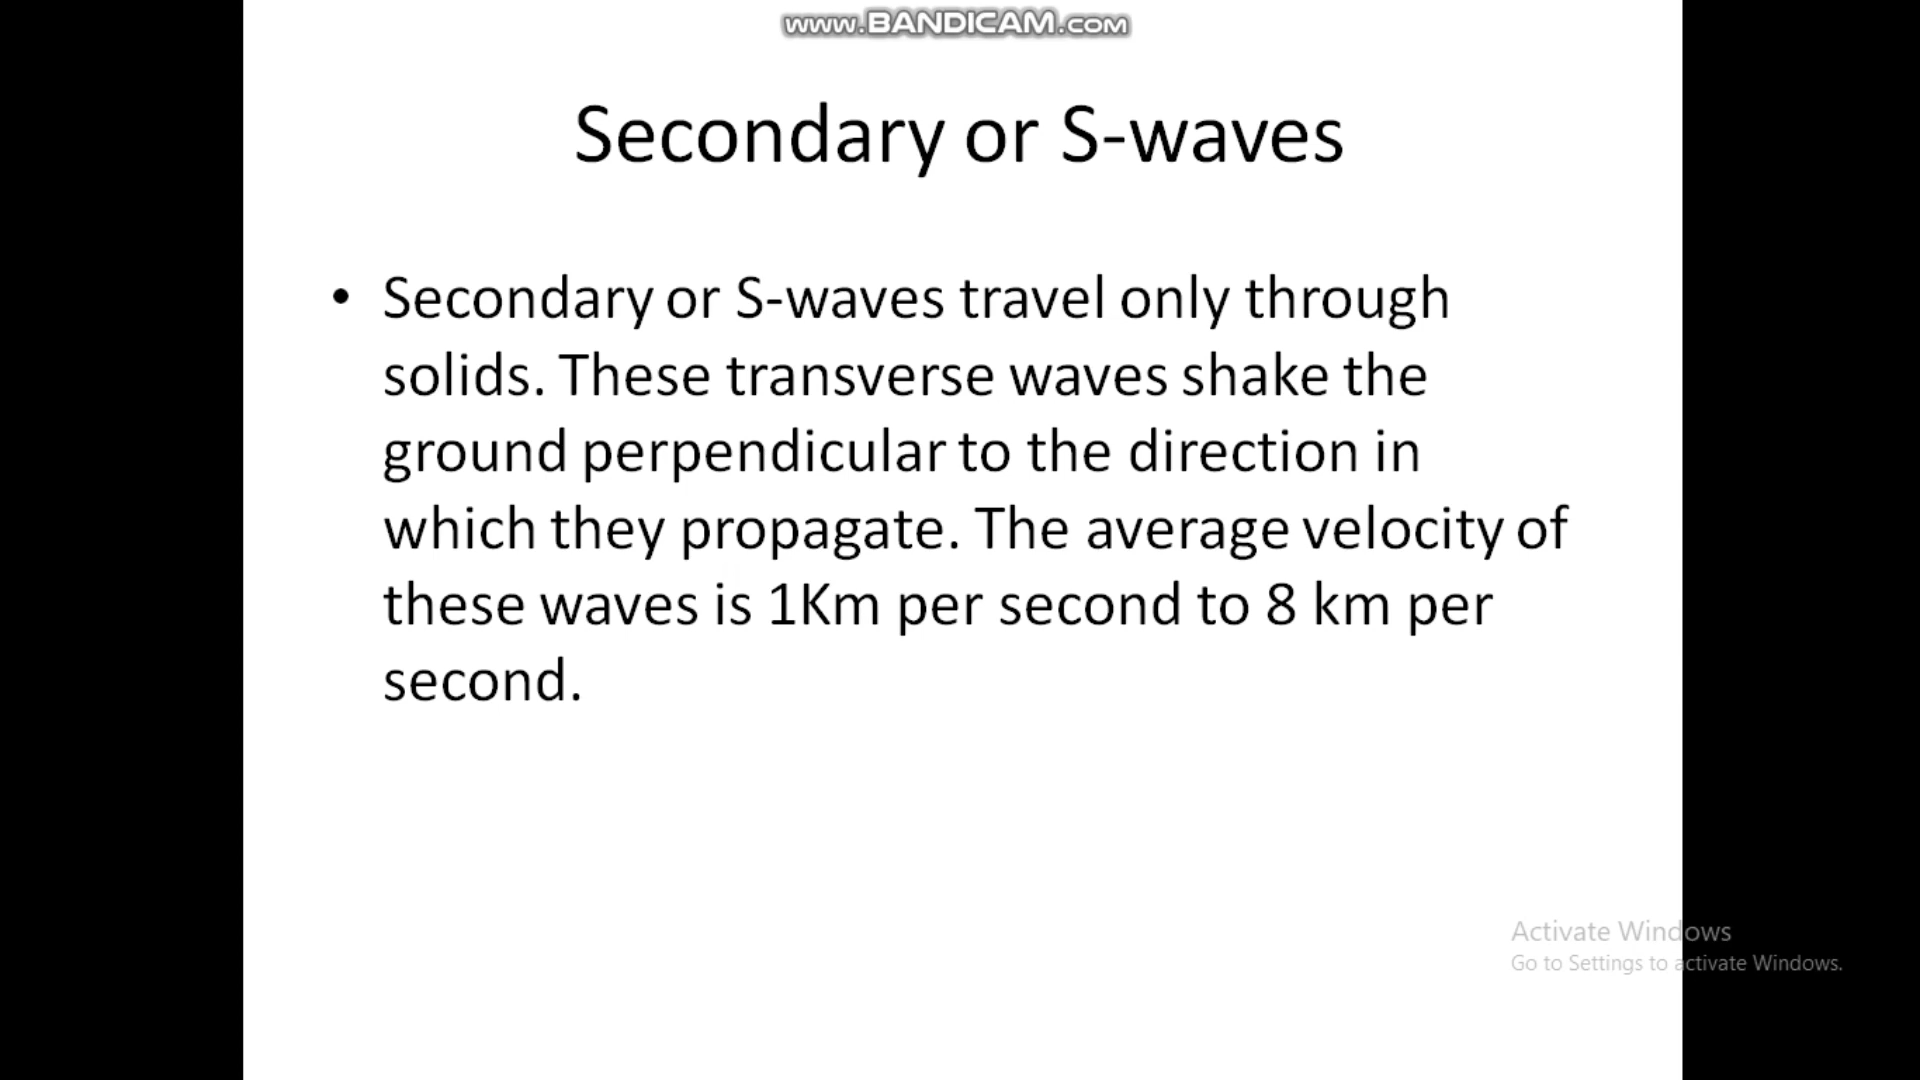 www.BANDICAM.com
Secondary or S-waves
• Secondary or S-waves travel only through
solids. These transverse waves shake the
ground perpendicular to the direction in
which they propagate. The average velocity of
these waves is 1Km per second to 8 km per
second.
Activate Windows
Go to Settings to activate Windows.